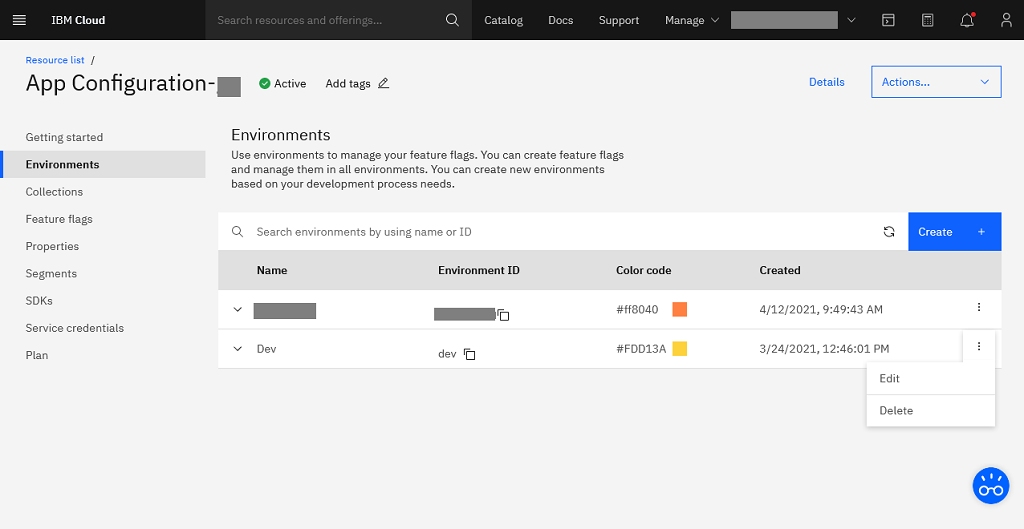 IBM Cloud
Search resources and offerings...
Catalog
Docs
Support
Manage
Resource list /
App Configuration-
Active
Add tags
Details
Actions...
Getting started
Environments
Collections
Feature flags
Properties
Segments
SDKs
Service credentials
Plan
Environments
Use environments to manage your feature flags. You can create feature flags
and manage them in all environments. You can create new environments
based on your development process needs.
Search environments by using name or ID
Create +
Name Environment ID Color code Created
#ff8040 4/12/2021, 9:49:43 AM
Dev dev #FDD13A 3/24/2021, 12:46:01 PM
Edit
Delete